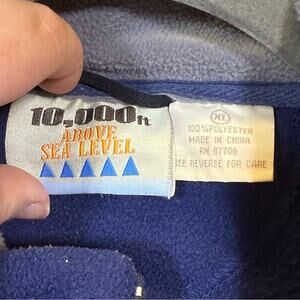 10,000ft
ABOVE
SEA LEVEL
XL
100% POLYESTER
MADE IN CHINA
RN 87706
SEE REVERSE FOR CARE